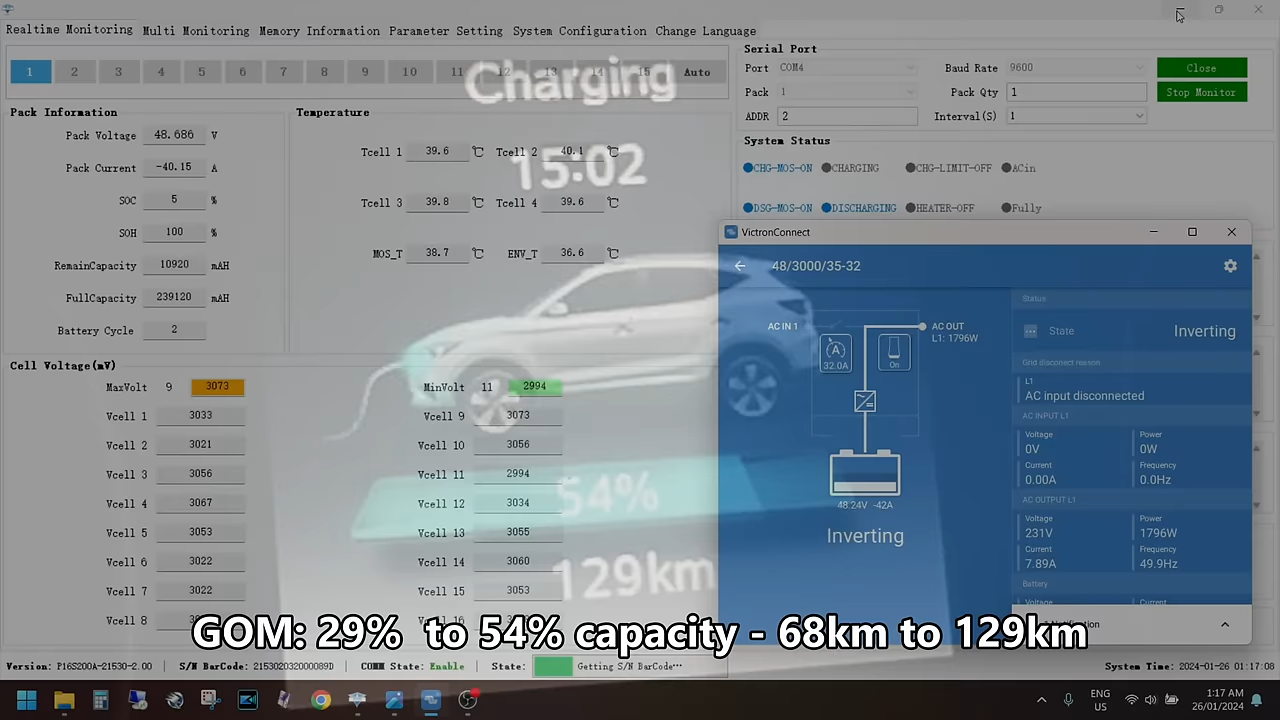 Realtime Monitoring Multi Monitoring Memory Information Parameter Setting System Configuration Change Language
1 2 3 4 5 6 7 8 9 10 11 12 13 14 15 Auto
Charging
15:02
Serial Port
Port COM4 Baud Rate 9600 Close
Pack 1 Pack Qty 1 Stop Monitor
ADDR 2 Interval(S) 1
System Status
CHG-MOS-ON CHARGING CHG-LIMIT-OFF ACin
DSG-MOS-ON DISCHARGING HEATER-OFF Fully
Pack Information
Pack Voltage 48.686 V
Pack Current -40.15 A
SOC 5 %
SOH 100 %
RemainCapacity 10920 mAH
FullCapacity 239120 mAH
Battery Cycle 2
Temperature
Tcell 1 39.6 ℃ Tcell 2 40.1 ℃
Tcell 3 39.8 ℃ Tcell 4 39.6 ℃
MOS_T 38.7 ℃ ENV_T 36.6 ℃
Cell Voltage(mV)
MaxVolt 9 3073 MinVolt 11 2994
Vcell 1 3033 Vcell 9 3073
Vcell 2 3021 Vcell 10 3056
Vcell 3 3056 Vcell 11 2994
Vcell 4 3067 Vcell 12 3034
Vcell 5 3053 Vcell 13 3055
Vcell 6 3022 Vcell 14 3060
Vcell 7 3022 Vcell 15 3053
Vcell 8
54%
129km
VictronConnect
48/3000/35-32
AC IN 1
AC OUT
L1: 1796W
32.0A
On
48.24V -42A
Inverting
Status
State Inverting
Grid disconect reason
L1
AC input disconnected
AC INPUT L1
Voltage Power
0V 0W
Current Frequency
0.00A 0.0Hz
AC OUTPUT L1
Voltage Power
231V 1796W
Current Frequency
7.89A 49.9Hz
Battery
Voltage Current
GOM: 29% to 54% capacity - 68km to 129km
Version: P16S200A-21530-2.00 | S/N BarCode: 215302032000089D | COMM State: Enable | State: Getting S/N BarCode··· System Time: 2024-01-26 01:17:08
ENG
US
1:17 AM
26/01/2024